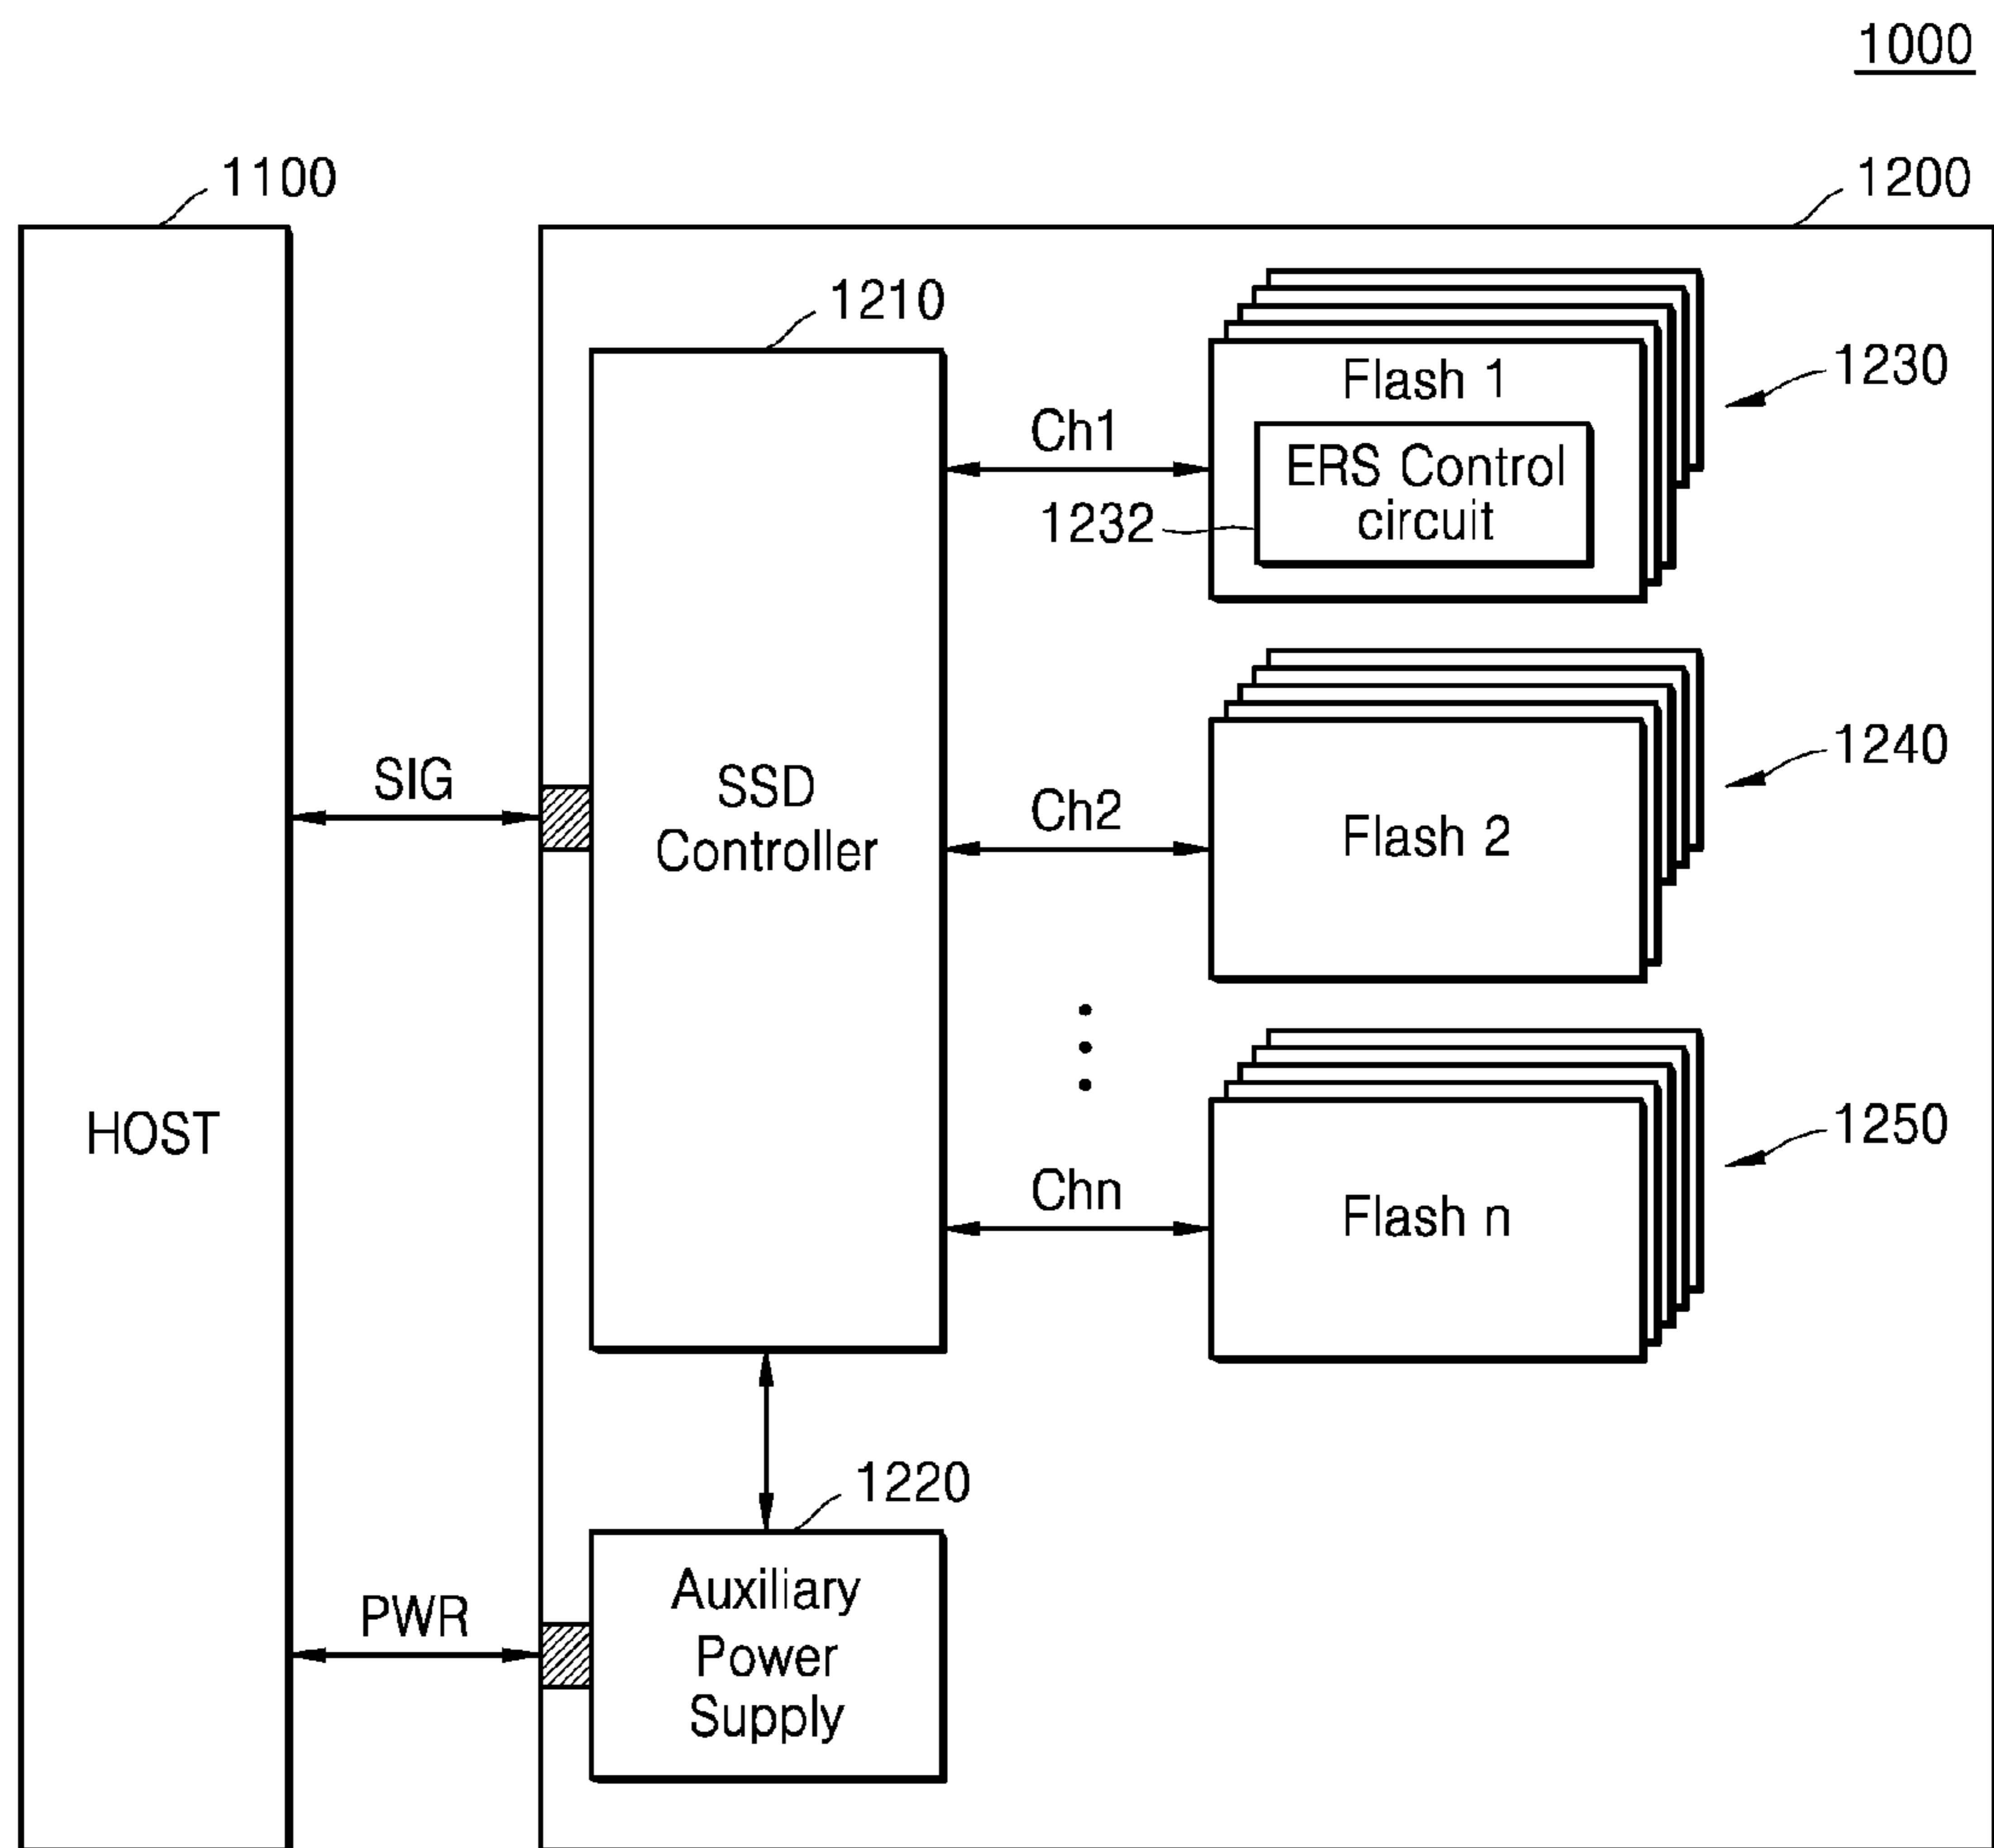 1000
1100
1200
1210
Flash 1
1230
Ch1
ERS Control
circuit
1232
1240
SIG
SSD
Controller
Ch2
Flash 2
HOST
1250
Chn
Flash n
1220
Auxiliary
Power
Supply
PWR